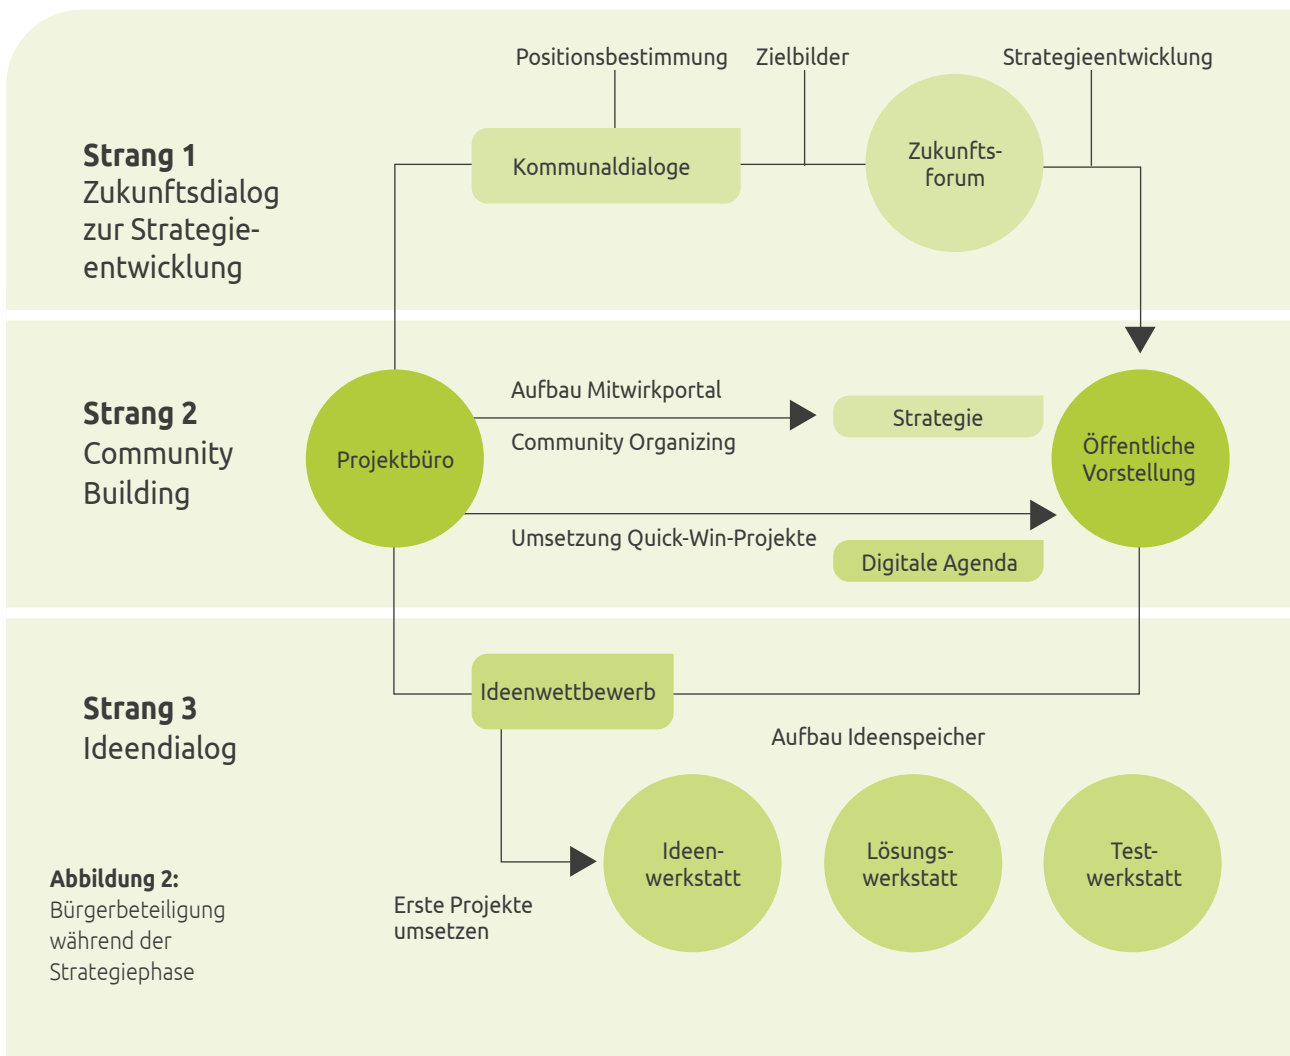 Positionsbestimmung
Zielbilder
Strategieentwicklung
Strang 1
Zukunftsdialog
zur Strategie-
entwicklung
Kommunaldialoge
Zukunfts-
forum
Strang 2
Community
Building
Projektbüro
Aufbau Mitwirkportal
Community Organizing
Strategie
Umsetzung Quick-Win-Projekte
Digitale Agenda
Öffentliche
Vorstellung
Strang 3
Ideendialog
Ideenwettbewerb
Aufbau Ideenspeicher
Erste Projekte
umsetzen
Ideen-
werkstatt
Lösungs-
werkstatt
Test-
werkstatt
Abbildung 2:
Bürgerbeteiligung
während der
Strategiephase